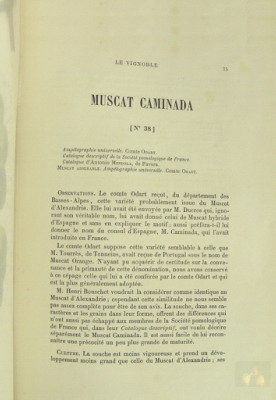 LE VIGNOBLE
MUSCAT CAMINADA
[N° 38]
Ampélographie universelle. Comte Odart.
Catalogue descriptif de la Société pomologique de France.
Catalogue d'Antonio
Muscat aimable. Ampélographie universelle. Comte Odart.
Observations. Le comte Odart reçut, du département des
Basses-Alpes, cette variété probablement issue du Muscat
d'Alexandrie. Elle lui avait été envoyée par M. Ducros qui, igno-
rant son véritable nom, lui avait donné celui de Muscat hybride
d'Espagne et sans en expliquer le motif; aussi préféra-t-il lui
donner le nom du consul d'Espagne, M. Caminada, qui l'avait
introduite en France.
Le comte Odart suppose cette variété semblable à celle que
M. Tourrès, de Tonneins, avait reçue de Portugal sous le nom de
Muscat Orange. N'ayant pu acquérir de certitude sur la conve-
nance et la primauté de cette dénomination, nous avons conservé
à ce cépage celle qui lui fut donnée par le comte Odart et qui
est la plus généralement adoptée.
M. Henri Bouschet voudrait la considérer comme identique au
Muscat d'Alexandrie; cependant cette similitude ne nous semble
pas assez complète pour être de son avis. La souche, dans ses ca-
ractères et les grains dans leur forme, offrent des différences qui
n'ont pas plus échappé aux membres de la Société pomologique
de France qui, dans leur Catalogue descriptif, ont voulu décrire
séparément le Muscat Caminada. Il est aussi facile de lui recon-
naître une primauté un peu plus grande de maturité.
Culture. La souche est moins vigoureuse et prend un déve-
loppement moins grand que celle du Muscat d'Alexandrie; ses